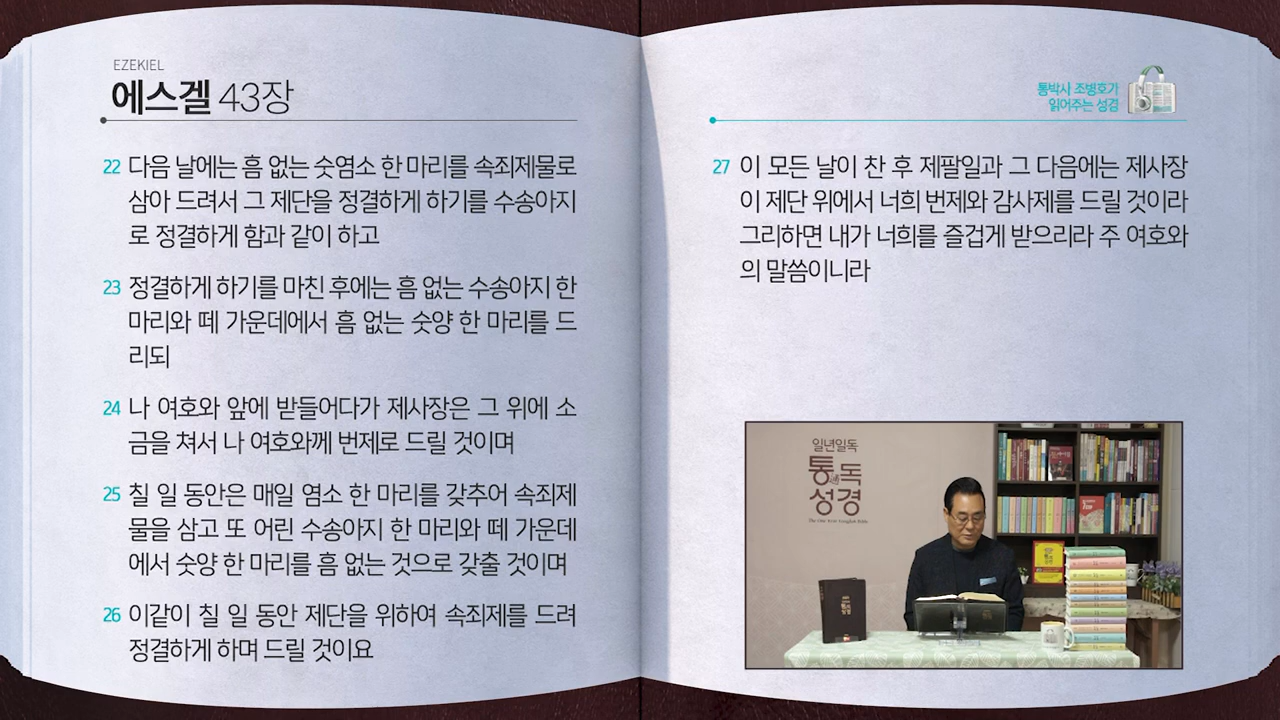 EZEKIEL
에스겔 43장
22 다음 날에는 흠 없는 숫염소 한 마리를 속죄제물로
삼아 드려서 그 제단을 정결하게 하기를 수송아지
로 정결하게 함과 같이 하고
23 정결하게 하기를 마친 후에는 흠 없는 수송아지 한
마리와 떼 가운데에서 흠 없는 숫양 한 마리를 드
리되
24 나 여호와 앞에 받들어다가 제사장은 그 위에 소
금을 쳐서 나 여호와께 번제로 드릴 것이며
25 칠 일 동안은 매일 염소 한 마리를 갖추어 속죄제
물을 삼고 또 어린 수송아지 한 마리와 떼 가운데
에서 숫양 한 마리를 흠 없는 것으로 갖출 것이며
26 이같이 칠 일 동안 제단을 위하여 속죄제를 드려
정결하게 하며 드릴 것이요
통박사 조병호가
읽어주는 성경
27 이 모든 날이 찬 후 제팔일과 그 다음에는 제사장
이 제단 위에서 너희 번제와 감사제를 드릴 것이라
그리하면 내가 너희를 즐겁게 받으리라 주 여호와
의 말씀이니라
일년일독
통通독
성경
통독
성경